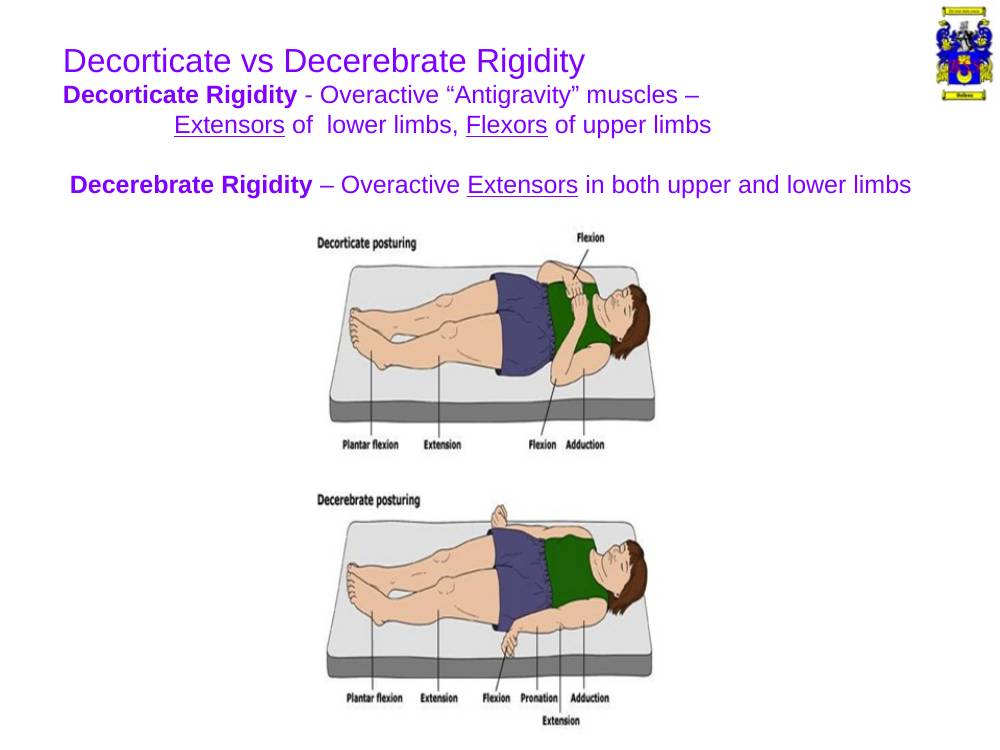 Decorticate vs Decerebrate Rigidity
Decorticate Rigidity - Overactive “Antigravity” muscles –
Extensors of  lower limbs, Flexors of upper limbs
Decerebrate Rigidity – Overactive Extensors in both upper and lower limbs
Flexion
Decorticate posturing
Plantar flexion Extension Flexion Adduction
Decerebrate posturing
Plantar flexion Extension Flexion Pronation Adduction
Extension